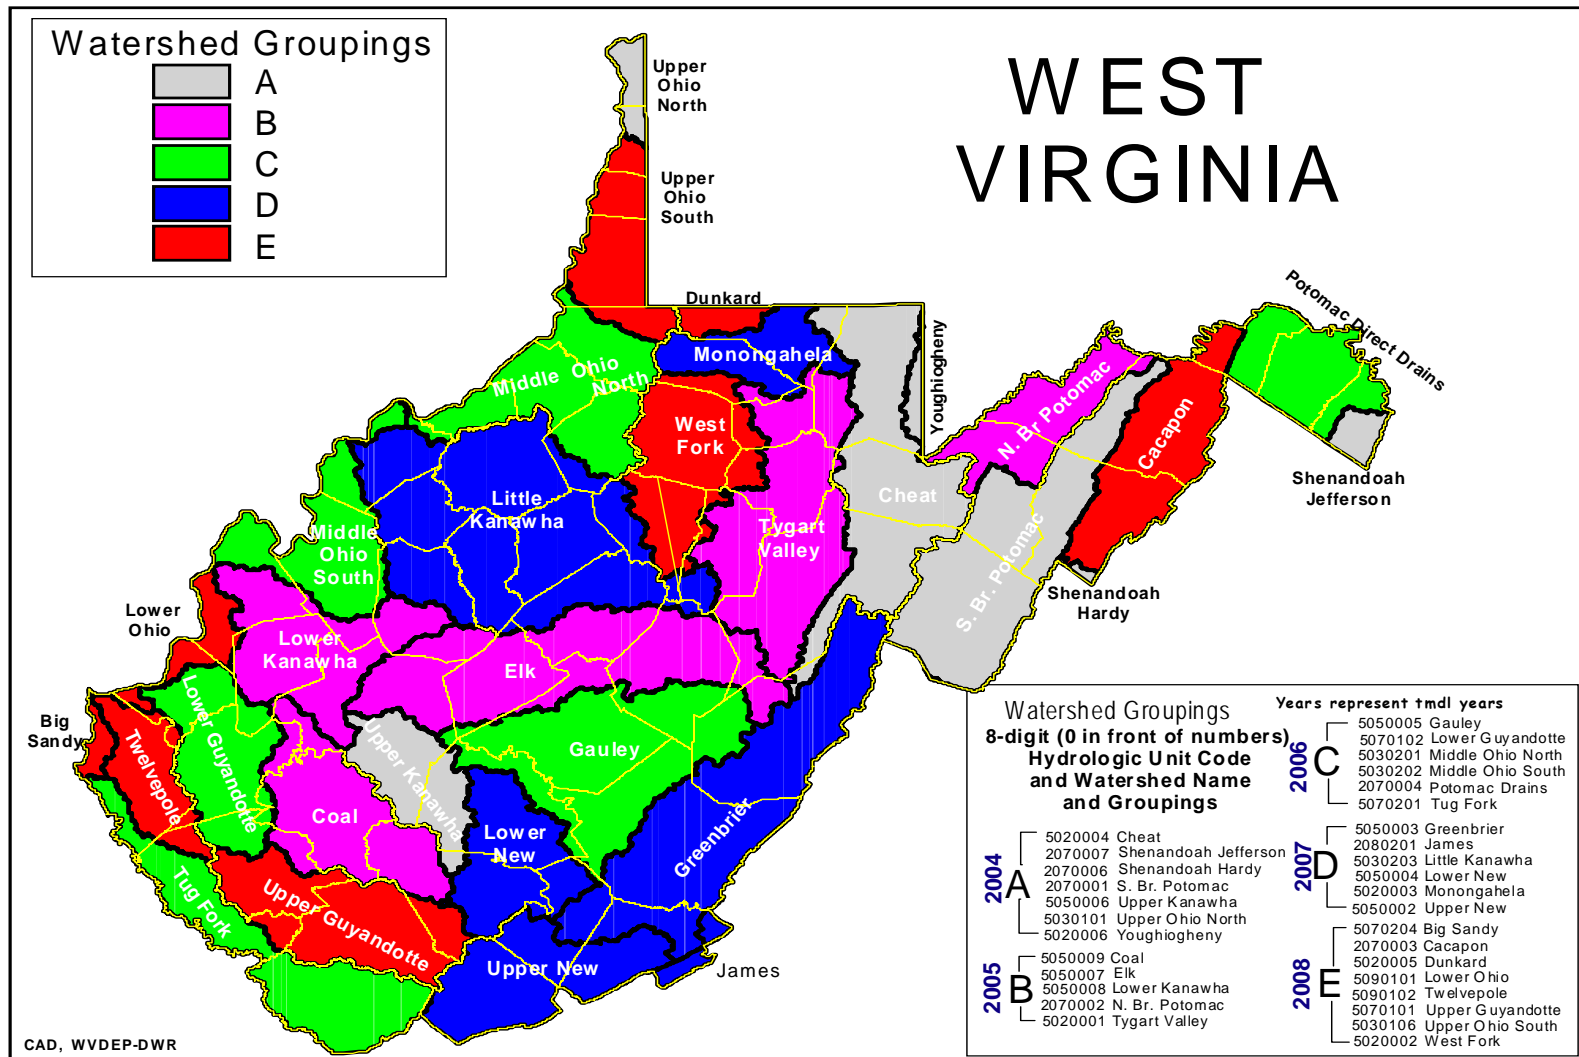 Watershed Groupings
A
B
C
D
E
WEST
VIRGINIA
Upper
Ohio
North
Upper
Ohio
South
Dunkard
Monongahela
Youghiogheny
Potomac Direct Drains
Middle Ohio
North
N. Br Potomac
West
Fork
Cacapon
Cheat
Shenandoah
Jefferson
Little
Kanawha
Middle
Ohio
South
Tygart
Valley
S. Br. Potomac
Shenandoah
Hardy
Lower
Ohio
Lower
Kanawha
Elk
Big
Sandy
Twelvepole
Lower Guyandotte
Upper Kanawha
Gauley
Coal
Lower
New
Greenbrier
Tug Fork
Upper Guyandotte
Upper New
James
CAD, WVDEP-DWR
Watershed Groupings
8-digit (0 in front of numbers)
Hydrologic Unit Code
and Watershed Name
and Groupings
2004
A
5020004 Cheat
2070007 Shenandoah Jefferson
2070006 Shenandoah Hardy
2070001 S. Br. Potomac
5050006 Upper Kanawha
5030101 Upper Ohio North
5020006 Youghiogheny
2005
B
5050009 Coal
5050007 Elk
5050008 Lower Kanawha
2070002 N. Br. Potomac
5020001 Tygart Valley
Years represent tmdl years
2006
C
5050005 Gauley
5070102 Lower Guyandotte
5030201 Middle Ohio North
5030202 Middle Ohio South
2070004 Potomac Drains
5070201 Tug Fork
2007
D
5050003 Greenbrier
2080201 James
5030203 Little Kanawha
5050004 Lower New
5020003 Monongahela
5050002 Upper New
2008
E
5070204 Big Sandy
2070003 Cacapon
5020005 Dunkard
5090101 Lower Ohio
5090102 Twelvepole
5070101 Upper Guyandotte
5030106 Upper Ohio South
5020002 West Fork